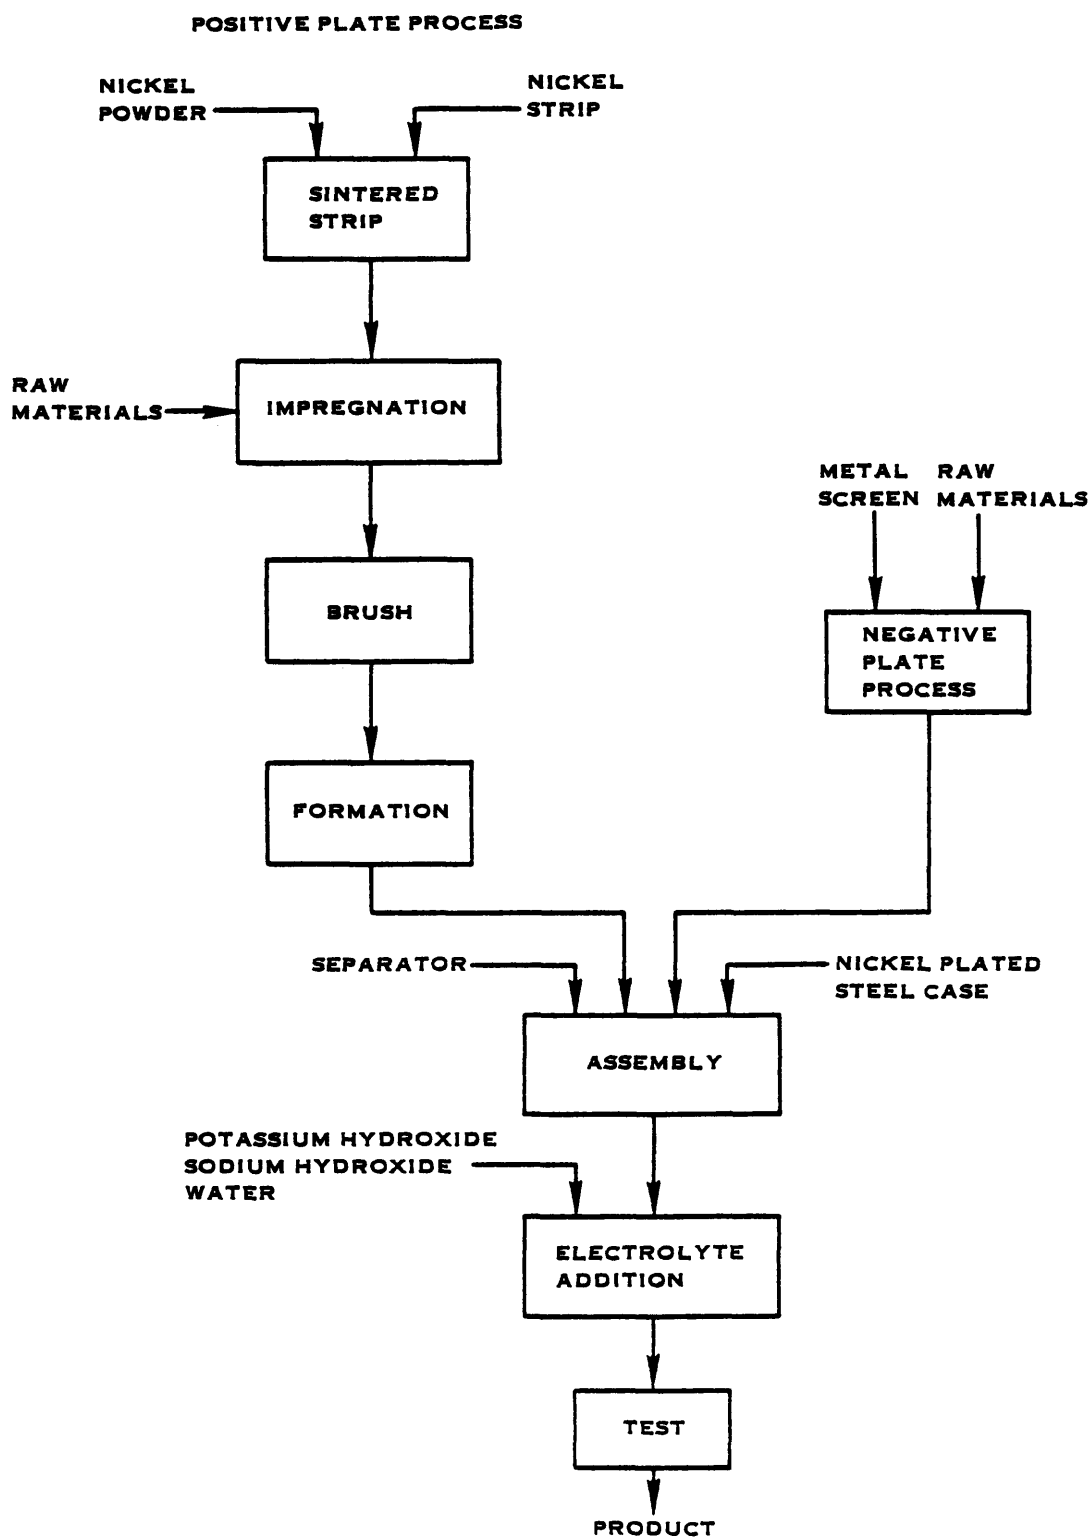 POSITIVE PLATE PROCESS
NICKEL
POWDER
NICKEL
STRIP
SINTERED
STRIP
RAW
MATERIALS
IMPREGNATION
BRUSH
FORMATION
METAL
SCREEN
RAW
MATERIALS
NEGATIVE
PLATE
PROCESS
SEPARATOR
NICKEL PLATED
STEEL CASE
ASSEMBLY
POTASSIUM HYDROXIDE
SODIUM HYDROXIDE
WATER
ELECTROLYTE
ADDITION
TEST
PRODUCT